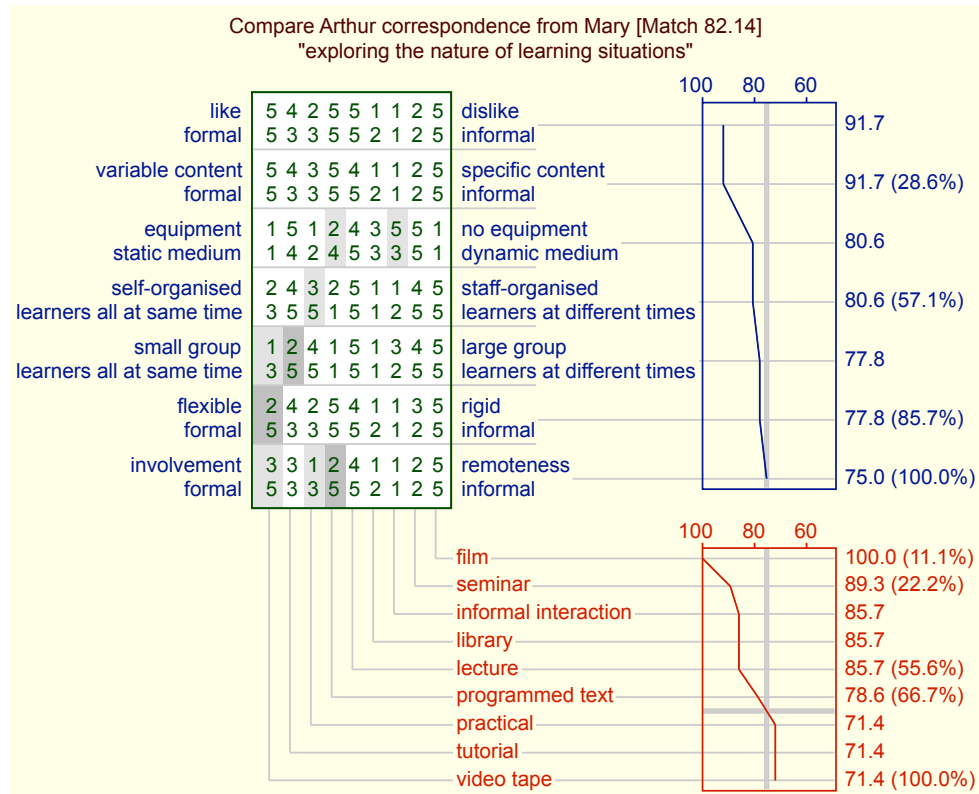 Compare Arthur correspondence from Mary [Match 82.14]
"exploring the nature of learning situations"
100 80 60
like 5 4 2 5 5 1 1 2 5 dislike
91.7
formal 5 3 3 5 5 2 1 2 5 informal
variable content 5 4 3 5 4 1 1 2 5 specific content
91.7 (28.6%)
formal 5 3 3 5 5 2 1 2 5 informal
equipment 1 5 1 2 4 3 5 5 1 no equipment
80.6
static medium 1 4 2 4 5 3 3 5 1 dynamic medium
self-organised 2 4 3 2 5 1 1 4 5 staff-organised
80.6 (57.1%)
learners all at same time 3 5 5 1 5 1 2 5 5 learners at different times
small group 1 2 4 1 5 1 3 4 5 large group
77.8
learners all at same time 3 5 5 1 5 1 2 5 5 learners at different times
flexible 2 4 2 5 4 1 1 3 5 rigid
77.8 (85.7%)
formal 5 3 3 5 5 2 1 2 5 informal
involvement 3 3 1 2 4 1 1 2 5 remoteness
75.0 (100.0%)
formal 5 3 3 5 5 2 1 2 5 informal
100 80 60
film 100.0 (11.1%)
seminar 89.3 (22.2%)
informal interaction 85.7
library 85.7
lecture 85.7 (55.6%)
programmed text 78.6 (66.7%)
practical 71.4
tutorial 71.4
video tape 71.4 (100.0%)